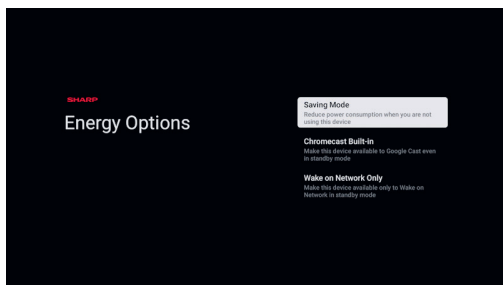 SHARP
Energy Options
Saving Mode
Reduce power consumption when you are not
using this device
Chromecast Built-in
Make this device available to Google Cast even
in standby mode
Wake on Network Only
Make this device available only to Wake on
Network in standby mode